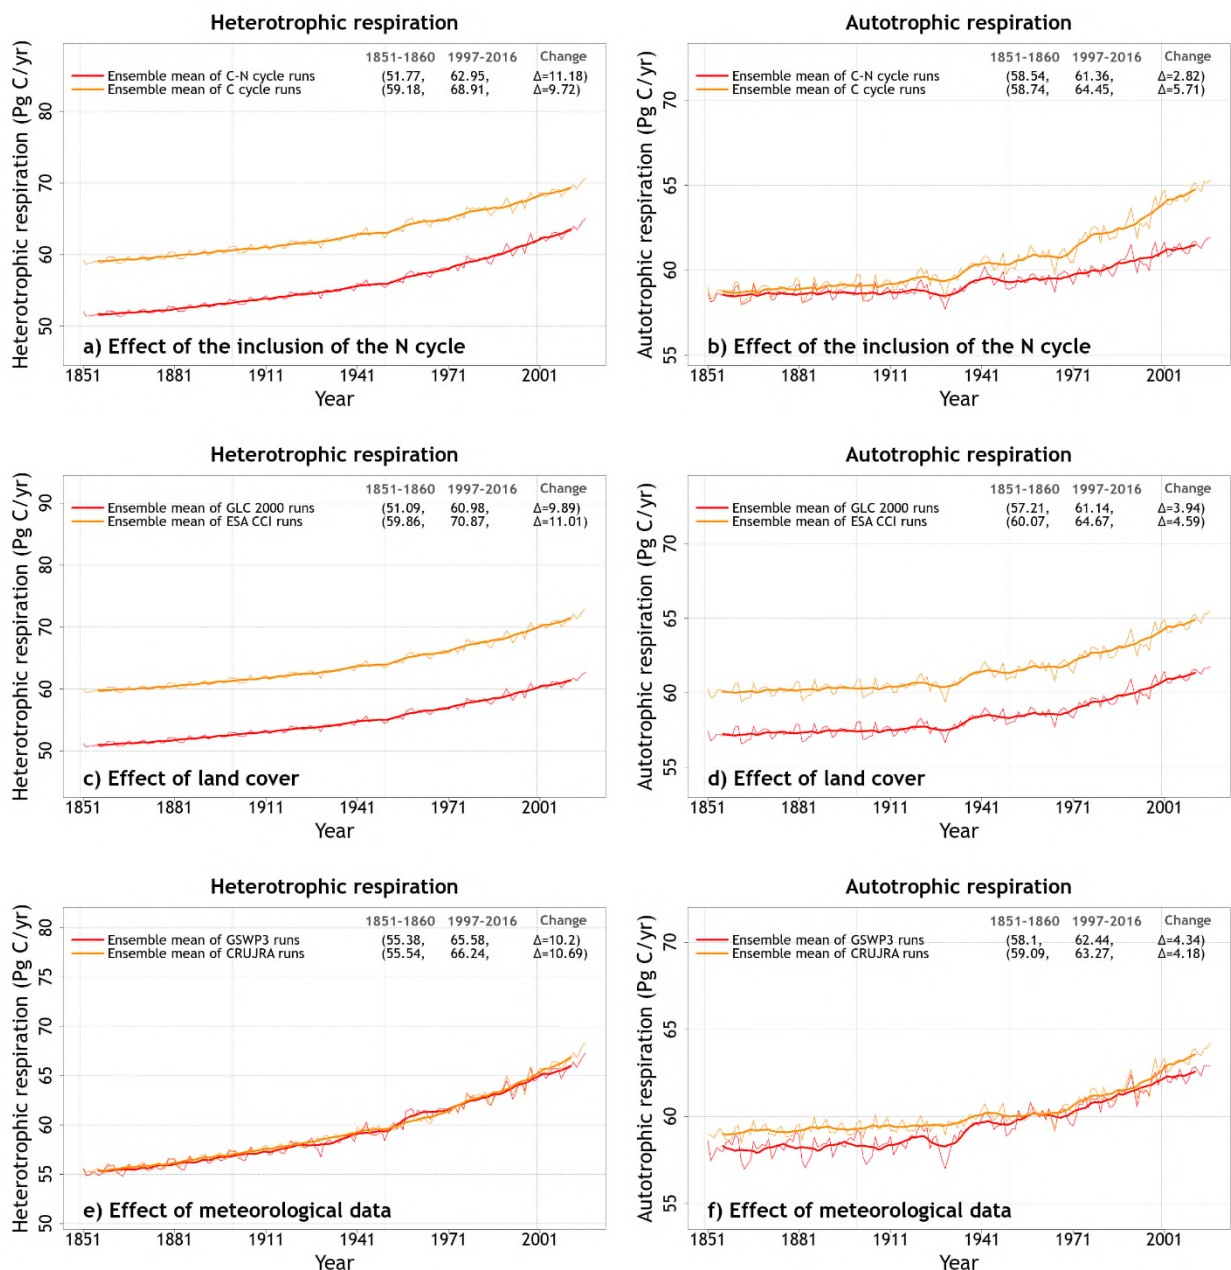 Heterotrophic respiration
Heterotrophic respiration (Pg C/yr)
80
70
60
50
1851-1860 1997-2016 Change
Ensemble mean of C-N cycle runs (51.77, 62.95, Δ=11.18)
Ensemble mean of C cycle runs (59.18, 68.91, Δ=9.72)
a) Effect of the inclusion of the N cycle
1851 1881 1911 1941 1971 2001
Year
Autotrophic respiration
Autotrophic respiration (Pg C/yr)
70
65
60
55
1851-1860 1997-2016 Change
Ensemble mean of C-N cycle runs (58.54, 61.36, Δ=2.82)
Ensemble mean of C cycle runs (58.74, 64.45, Δ=5.71)
b) Effect of the inclusion of the N cycle
1851 1881 1911 1941 1971 2001
Year
Heterotrophic respiration
Heterotrophic respiration (Pg C/yr)
90
80
70
60
50
1851-1860 1997-2016 Change
Ensemble mean of GLC 2000 runs (51.09, 60.98, Δ=9.89)
Ensemble mean of ESA CCI runs (59.86, 70.87, Δ=11.01)
c) Effect of land cover
1851 1881 1911 1941 1971 2001
Year
Autotrophic respiration
Autotrophic respiration (Pg C/yr)
70
65
60
55
1851-1860 1997-2016 Change
Ensemble mean of GLC 2000 runs (57.21, 61.14, Δ=3.94)
Ensemble mean of ESA CCI runs (60.07, 64.67, Δ=4.59)
d) Effect of land cover
1851 1881 1911 1941 1971 2001
Year
Heterotrophic respiration
Heterotrophic respiration (Pg C/yr)
80
75
70
65
60
55
50
1851-1860 1997-2016 Change
Ensemble mean of GSWP3 runs (55.38, 65.58, Δ=10.2)
Ensemble mean of CRUJRA runs (55.54, 66.24, Δ=10.69)
e) Effect of meteorological data
1851 1881 1911 1941 1971 2001
Year
Autotrophic respiration
Autotrophic respiration (Pg C/yr)
70
65
60
55
1851-1860 1997-2016 Change
Ensemble mean of GSWP3 runs (58.1, 62.44, Δ=4.34)
Ensemble mean of CRUJRA runs (59.09, 63.27, Δ=4.18)
f) Effect of meteorological data
1851 1881 1911 1941 1971 2001
Year